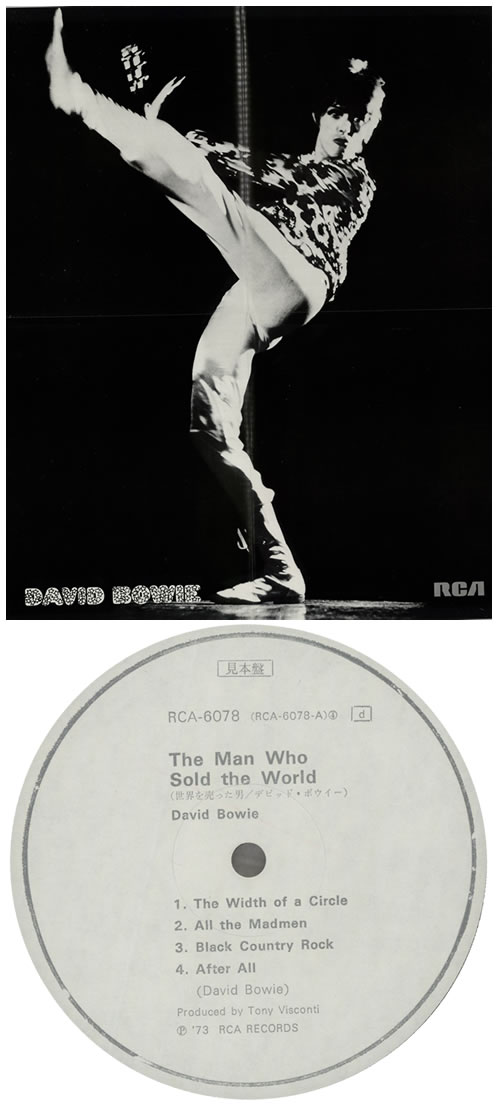 DAVID BOWIE
RCA
見本盤
RCA-6078 (RCA-6078-A)④ d
The Man Who
Sold the World
(世界を売った男/デビッド・ボウイー)
David Bowie
1. The Width of a Circle
2. All the Madmen
3. Black Country Rock
4. After All
(David Bowie)
Produced by Tony Visconti
℗ '73 RCA RECORDS